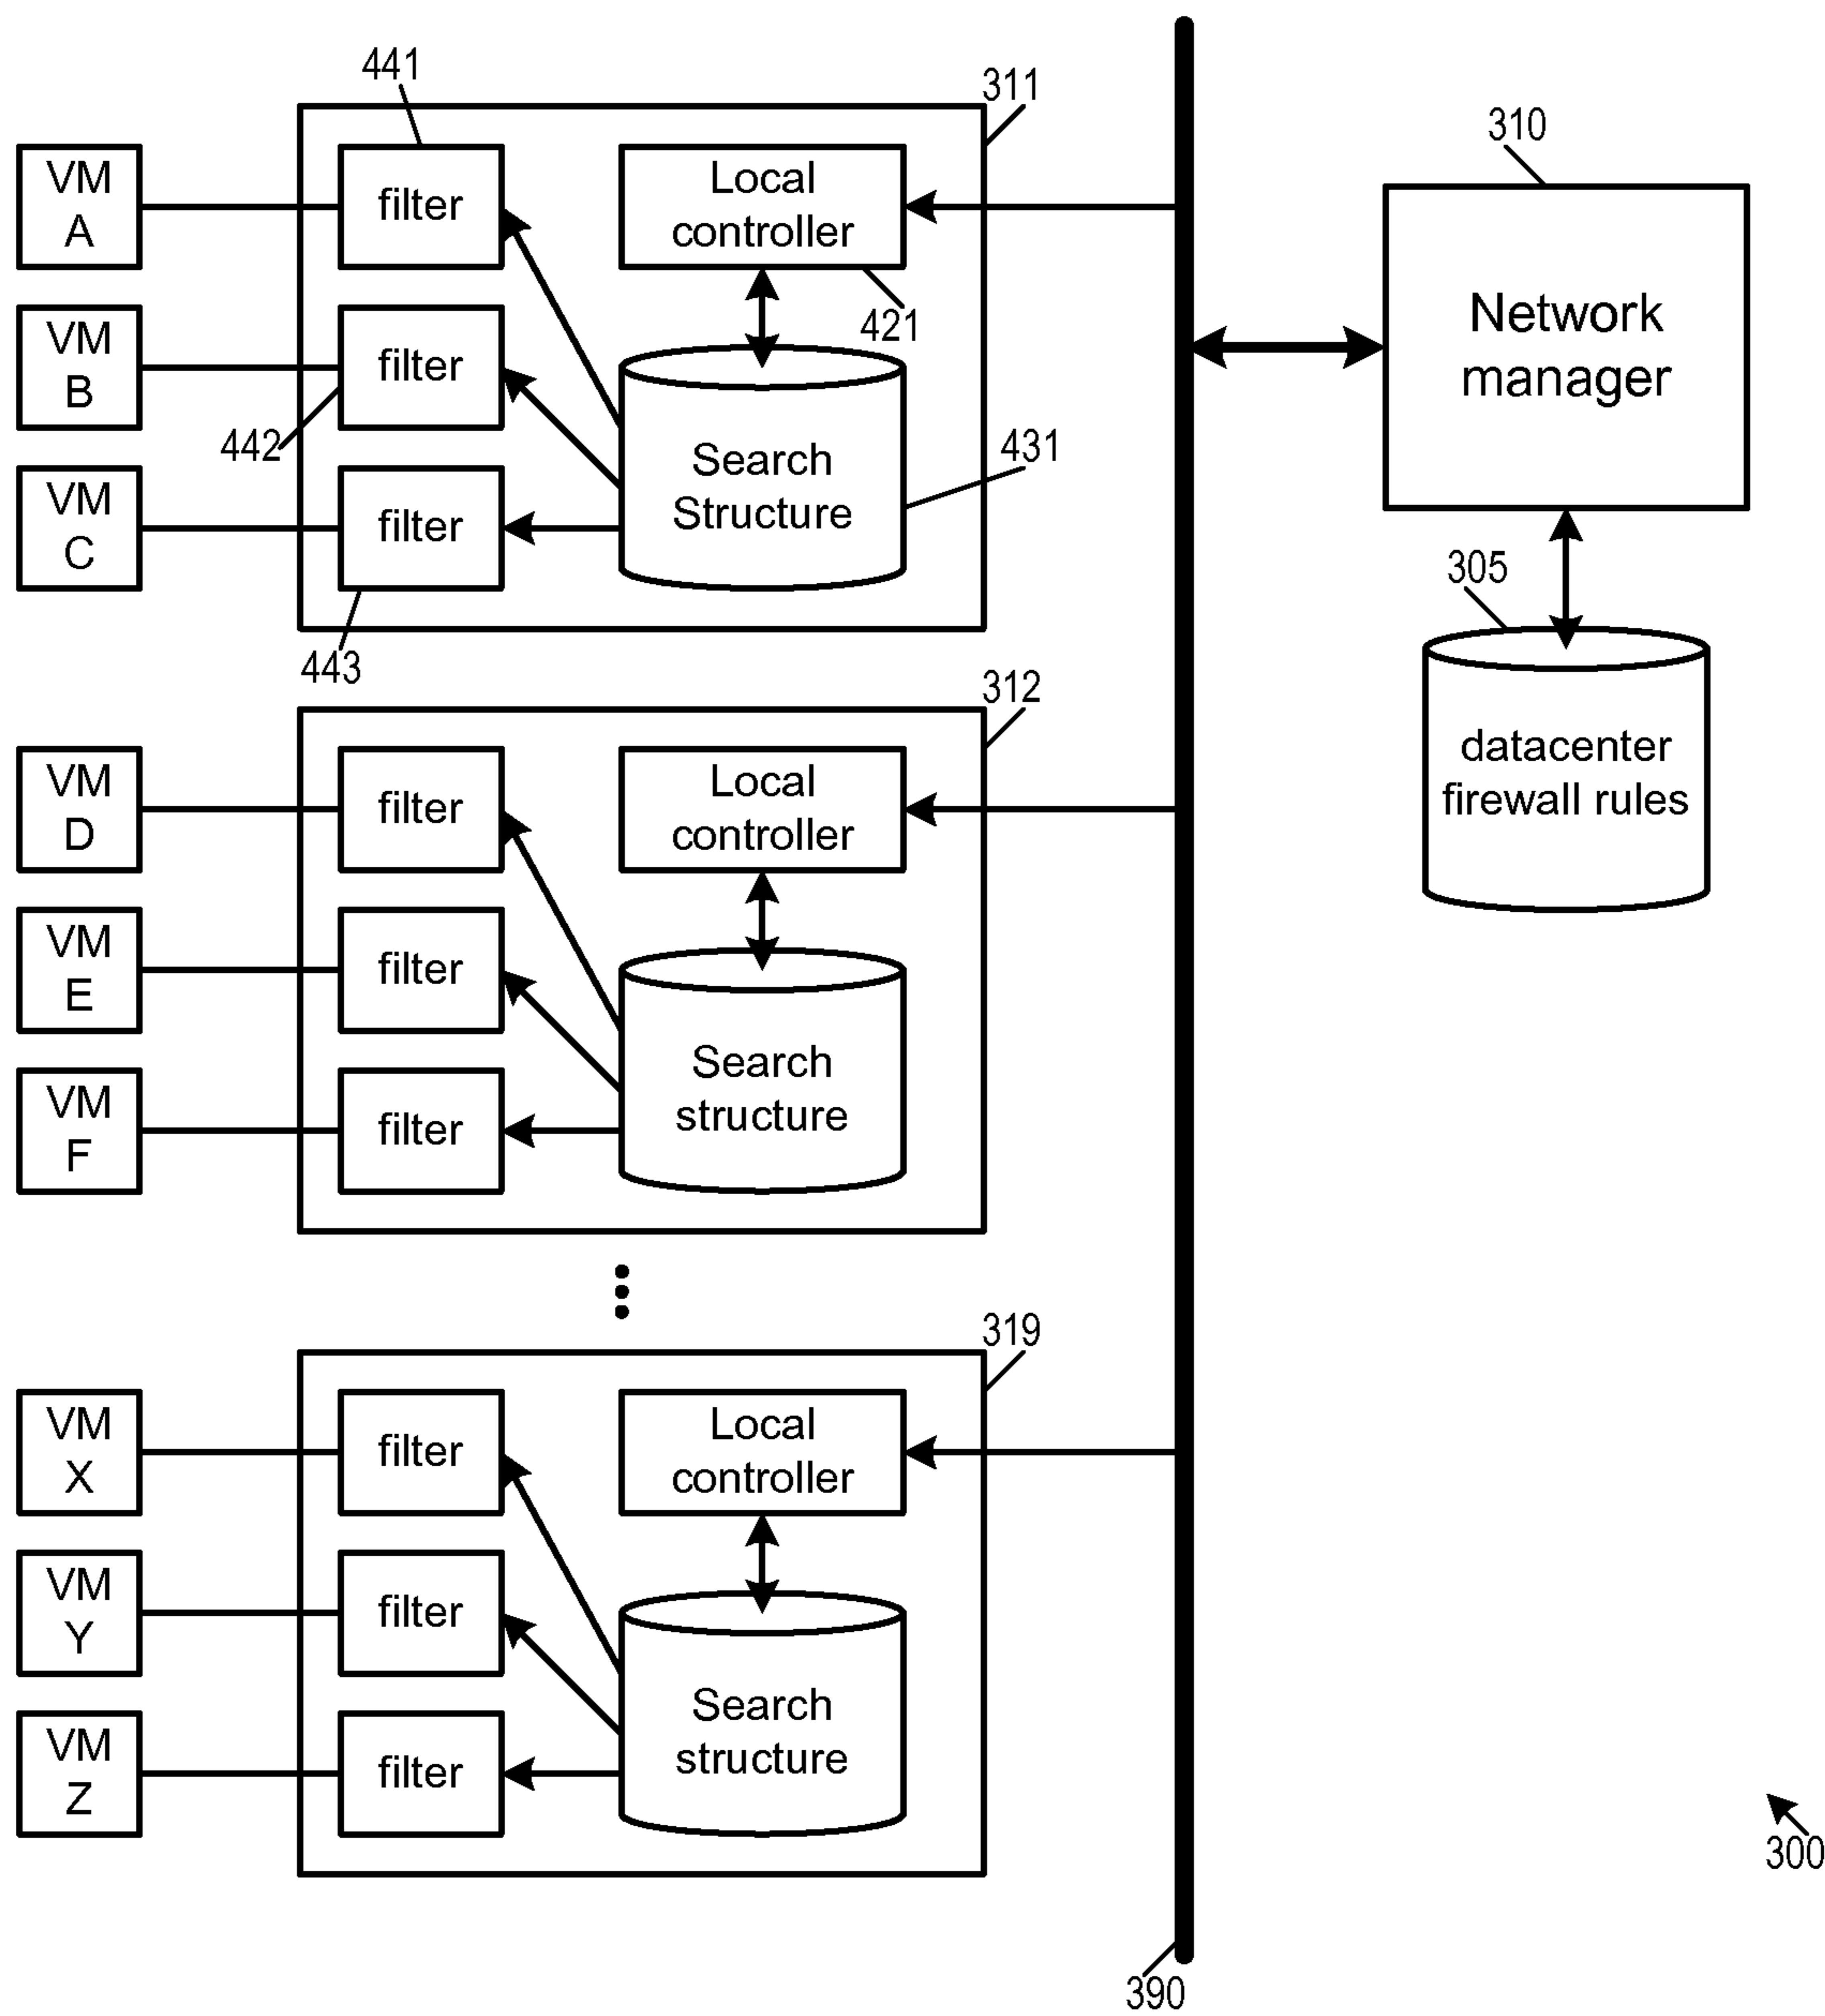 441
311
310
VM
A
filter
Local
controller
421
VM
B
filter
442
Search
Structure
431
VM
C
filter
443
Network
manager
305
datacenter
firewall rules
312
VM
D
filter
Local
controller
VM
E
filter
Search
structure
VM
F
filter
319
VM
X
filter
Local
controller
VM
Y
filter
Search
structure
VM
Z
filter
300
390